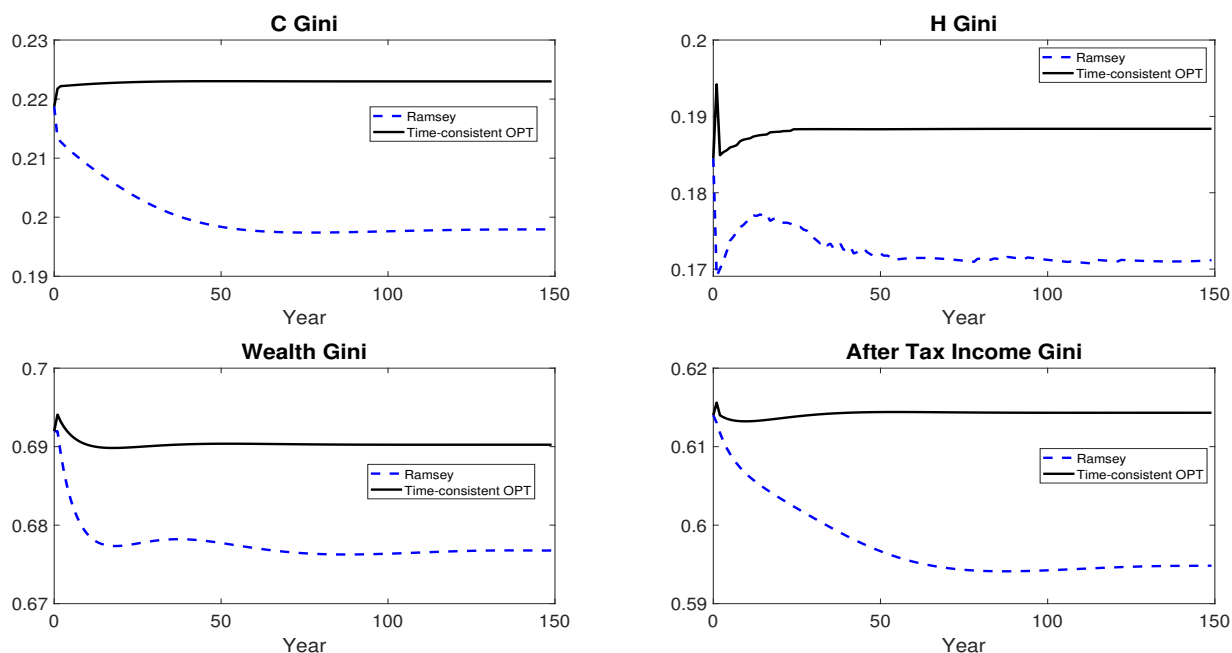 C Gini
0.23
0.22
0.21
0.2
0.19
0
50
100
150
Year
Ramsey
Time-consistent OPT
H Gini
0.2
0.19
0.18
0.17
0
50
100
150
Year
Ramsey
Time-consistent OPT
Wealth Gini
0.7
0.69
0.68
0.67
0
50
100
150
Year
Ramsey
Time-consistent OPT
After Tax Income Gini
0.62
0.61
0.6
0.59
0
50
100
150
Year
Ramsey
Time-consistent OPT